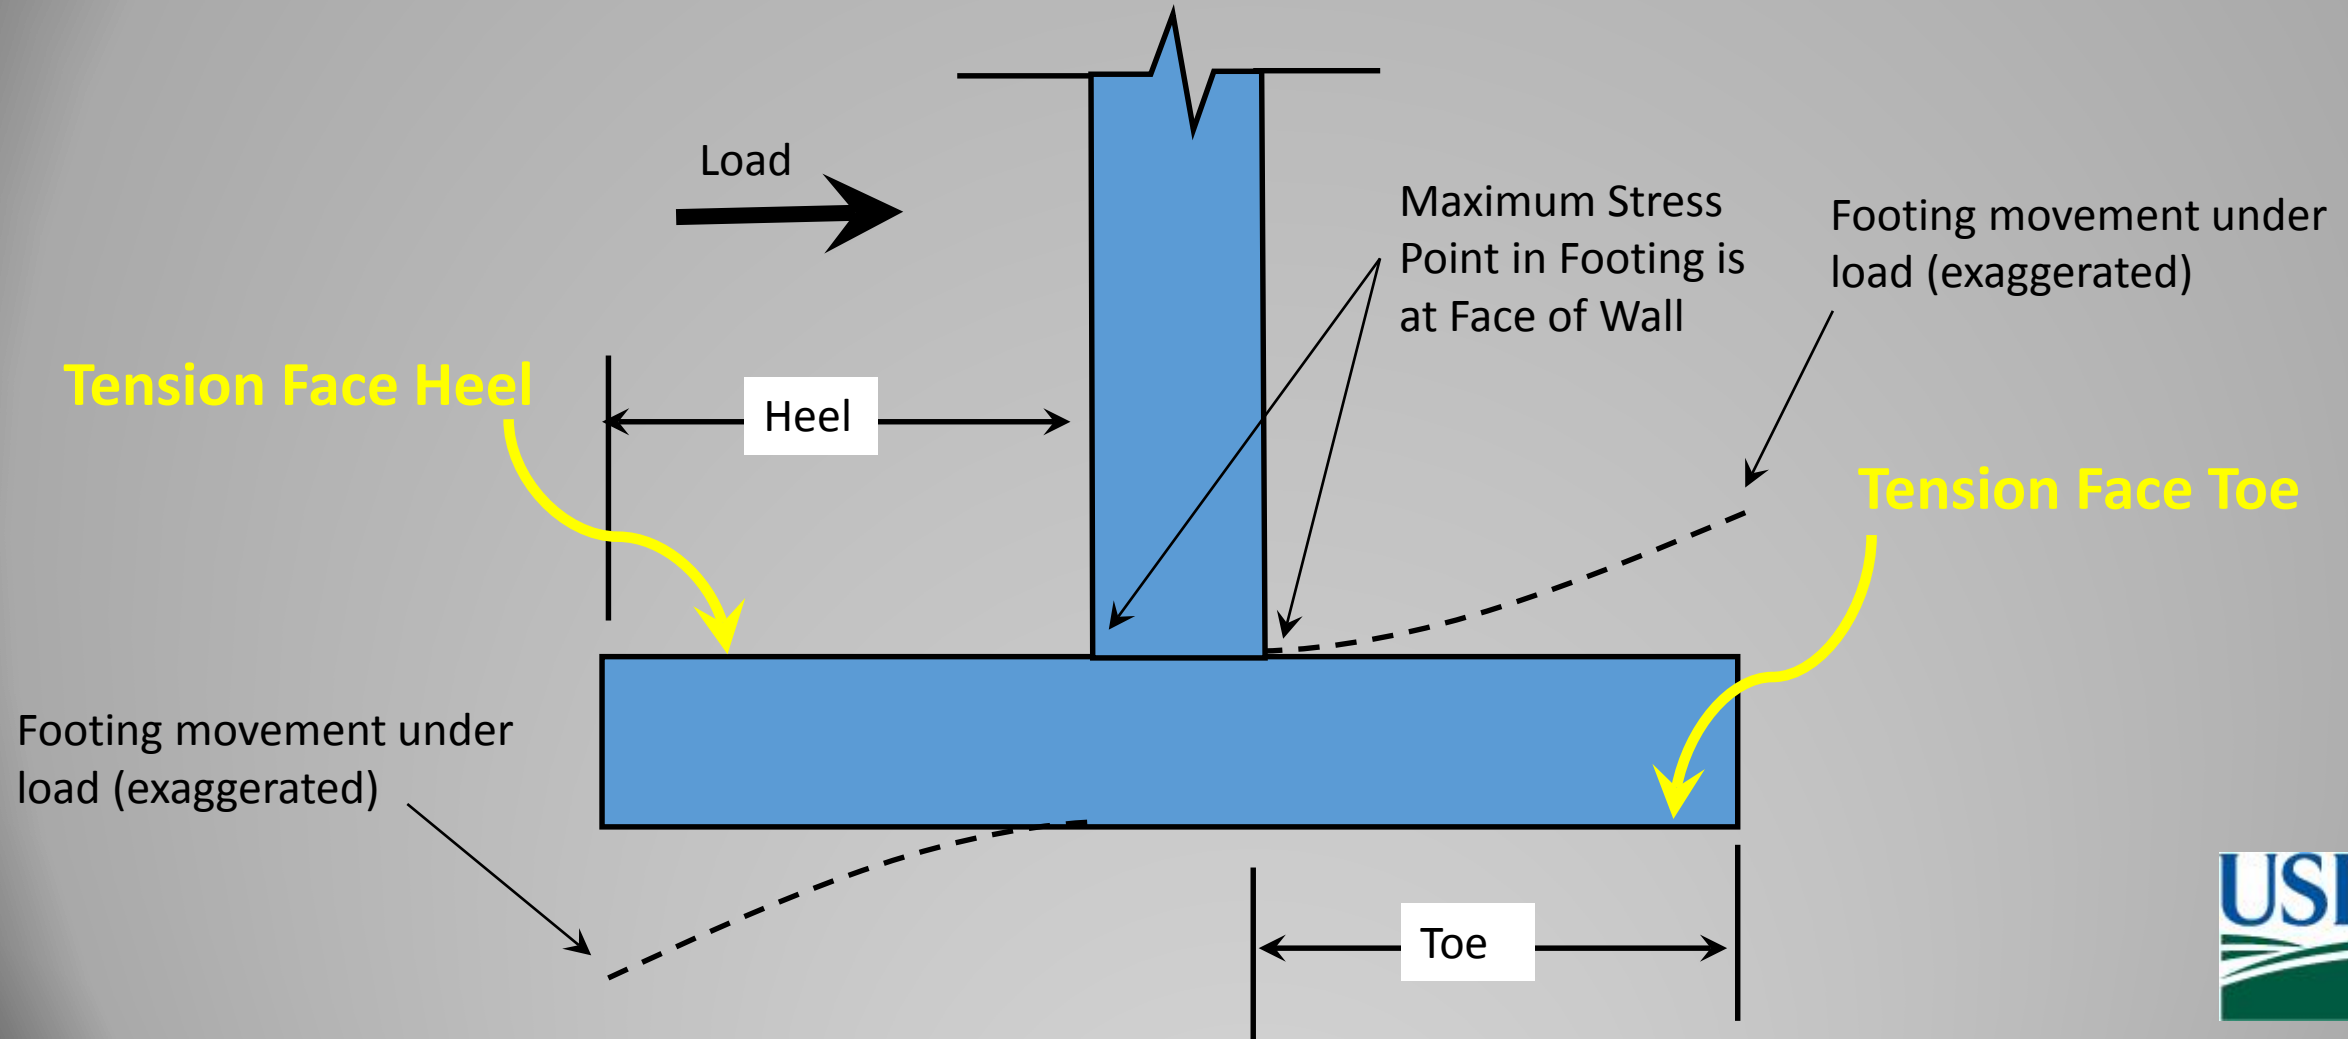 Load
Maximum Stress
Point in Footing is
at Face of Wall
Footing movement under
load (exaggerated)
Tension Face Heel
Heel
Tension Face Toe
Footing movement under
load (exaggerated)
Toe